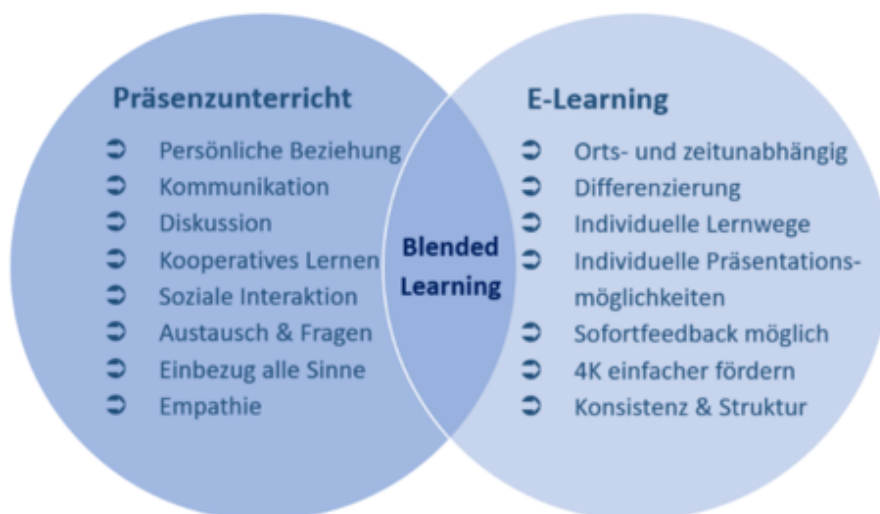 Präsenzunterricht
Persönliche Beziehung
Kommunikation
Diskussion
Kooperatives Lernen
Soziale Interaktion
Austausch & Fragen
Einbezug alle Sinne
Empathie
Blended
Learning
E-Learning
Orts- und zeitunabhängig
Differenzierung
Individuelle Lernwege
Individuelle Präsentations-
möglichkeiten
Sofortfeedback möglich
4K einfacher fördern
Konsistenz & Struktur